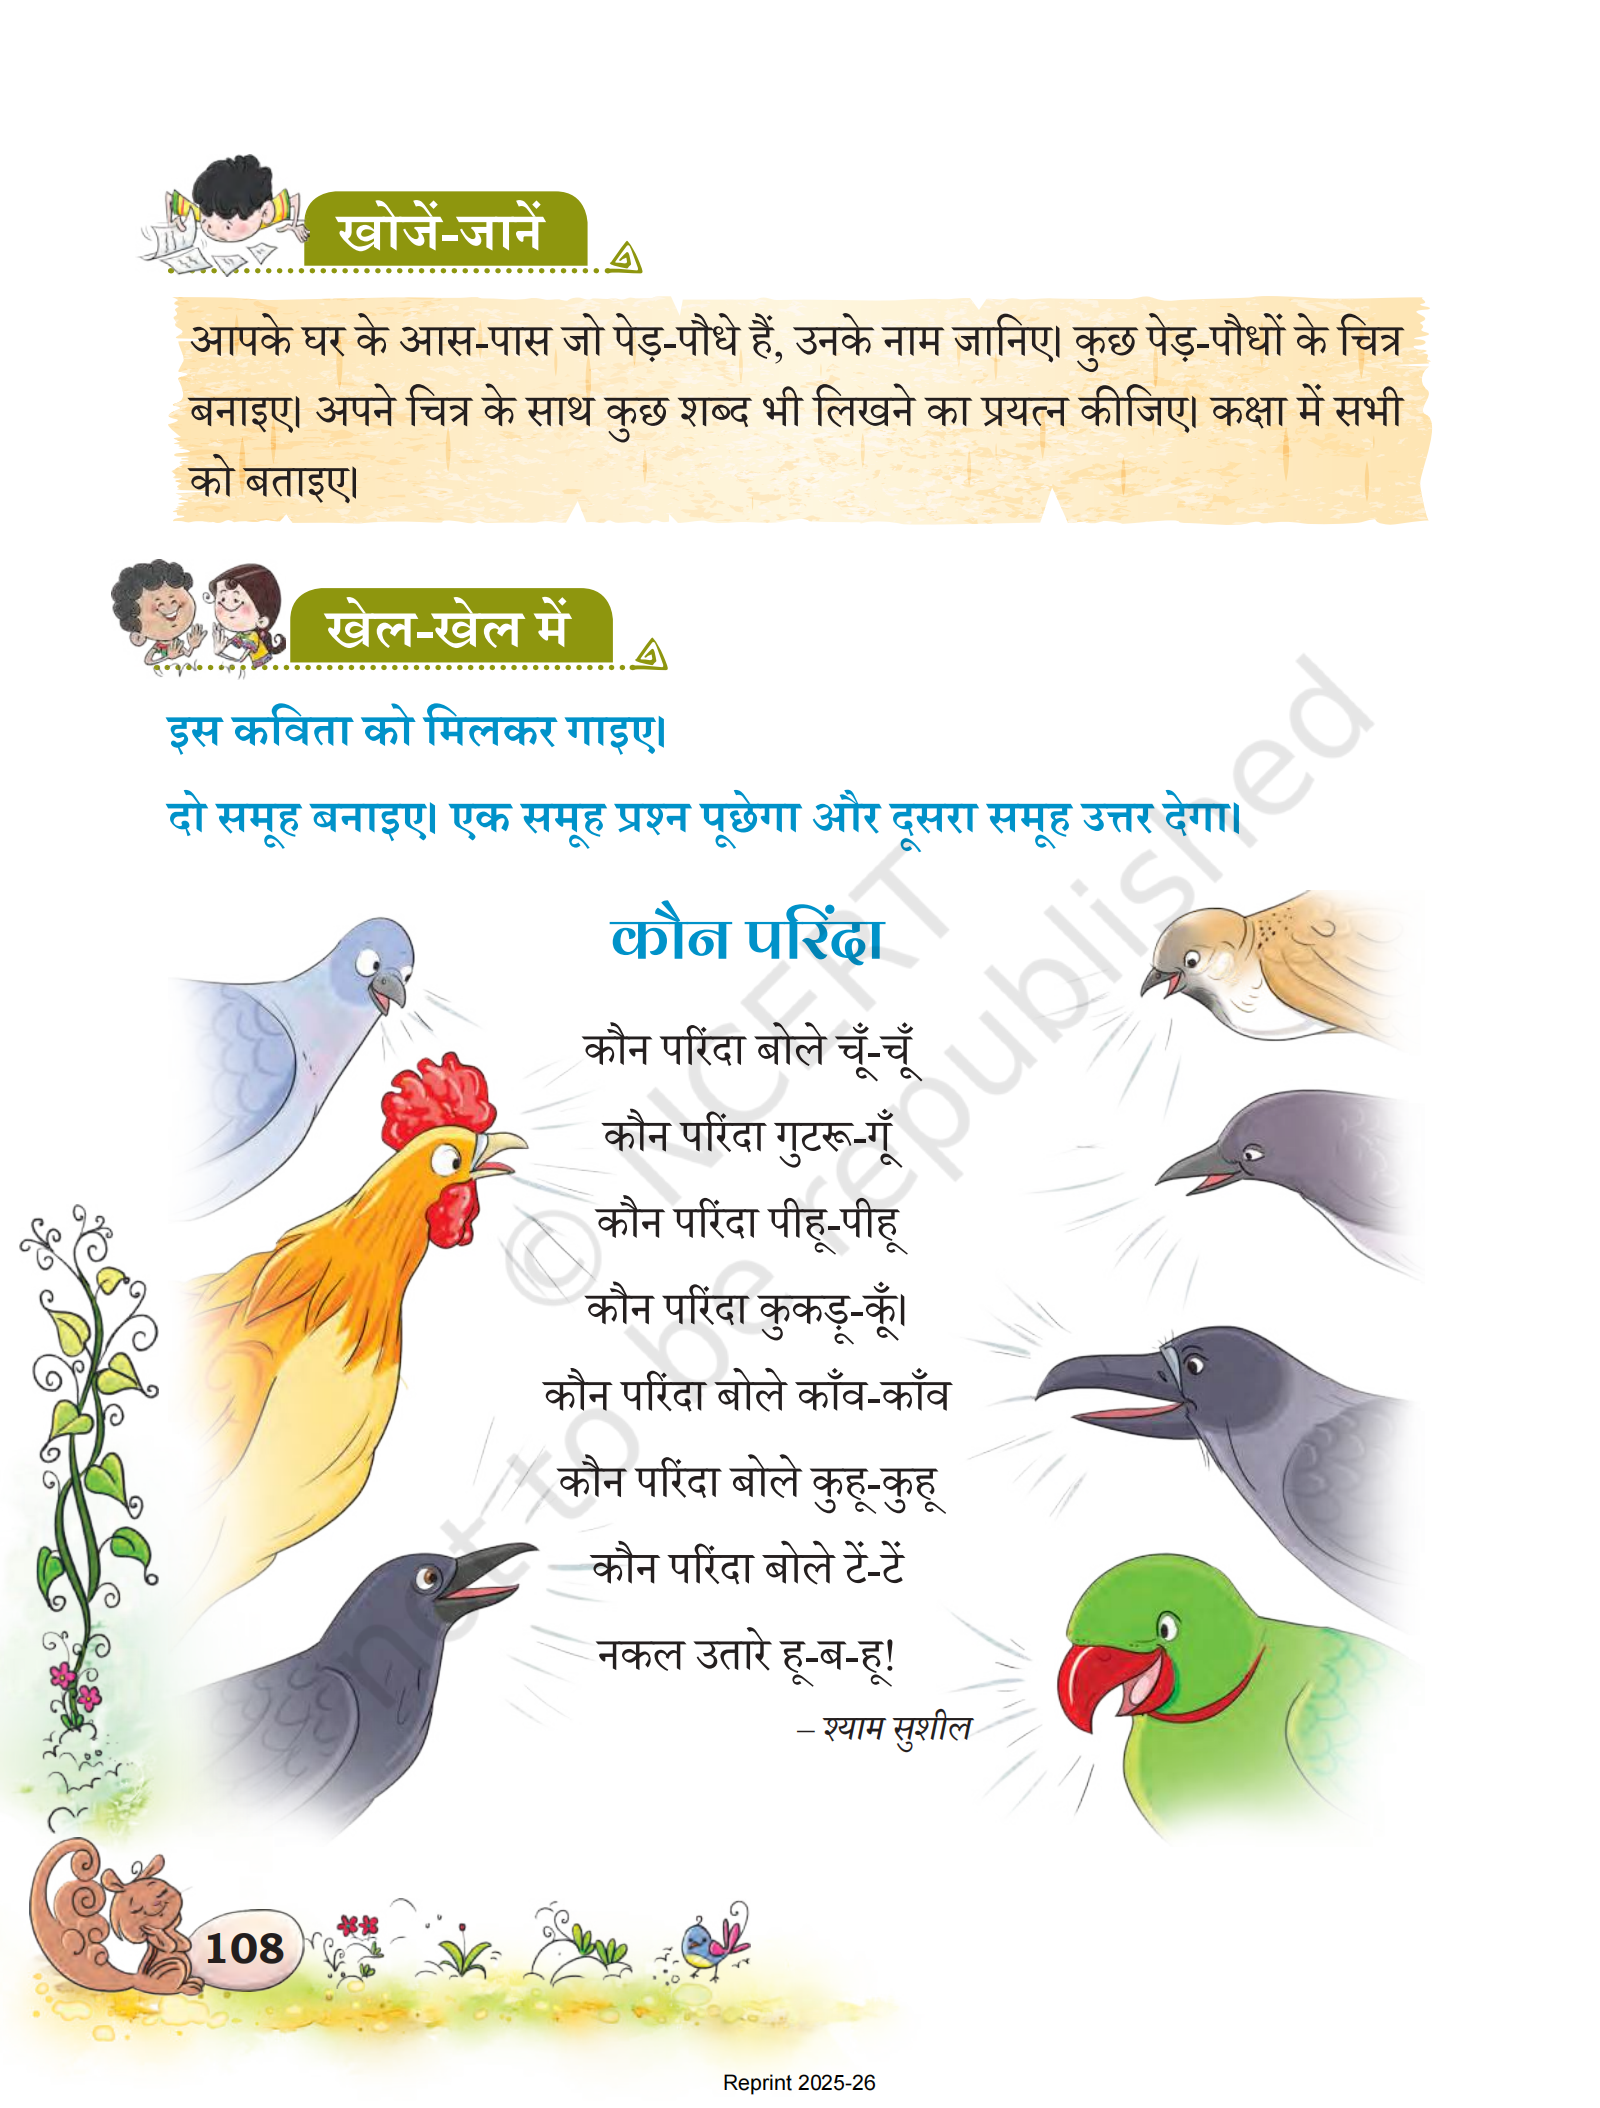 खोजें-जानें
आपके घर के आस-पास जो पेड़-पौधे हैं, उनके नाम जानिए। कुछ पेड़-पौधों के चित्र
बनाइए। अपने चित्र के साथ कुछ शब्द भी लिखने का प्रयत्न कीजिए। कक्षा में सभी
को बताइए।
खेल-खेल में
इस कविता को मिलकर गाइए।
दो समूह बनाइए। एक समूह प्रश्न पूछेगा और दूसरा समूह उत्तर देगा।
कौन परिंदा
कौन परिंदा बोले चूँ-चूँ
कौन परिंदा गुटरू-गूँ
कौन परिंदा पीहू-पीहू
कौन परिंदा कुकड़ू-कूँ।
कौन परिंदा बोले काँव-काँव
कौन परिंदा बोले कुहू-कुहू
कौन परिंदा बोले टें-टें
नकल उतारे हू-ब-हू!
– श्याम सुशील
© NCERT
not to be republished
108
Reprint 2025-26